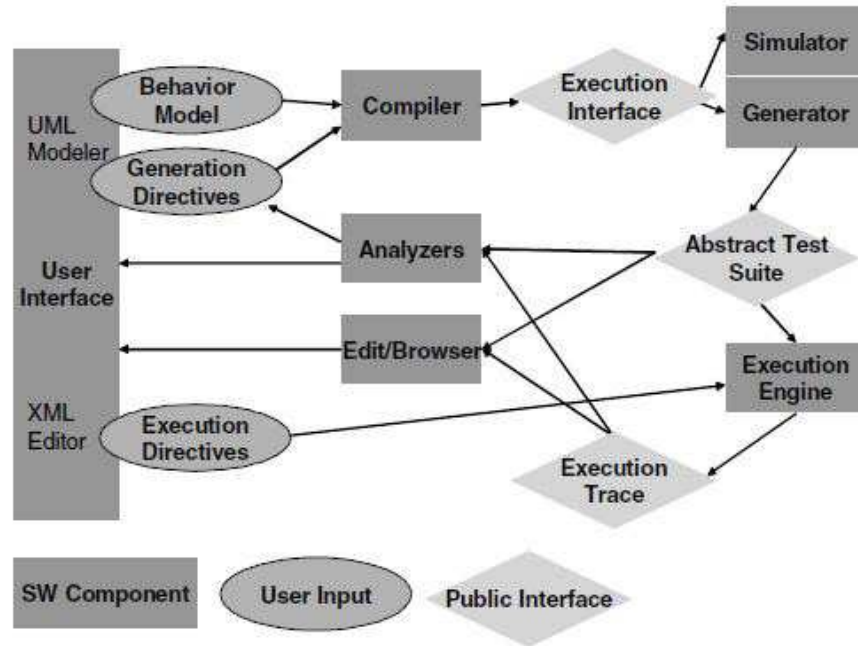 Behavior
Model
Compiler
Execution
Interface
Simulator
Generator
UML
Modeler
Generation
Directives
User
Interface
Analyzers
Abstract Test
Suite
Edit/Browser
Execution
Engine
XML
Editor
Execution
Directives
Execution
Trace
SW Component
User Input
Public Interface